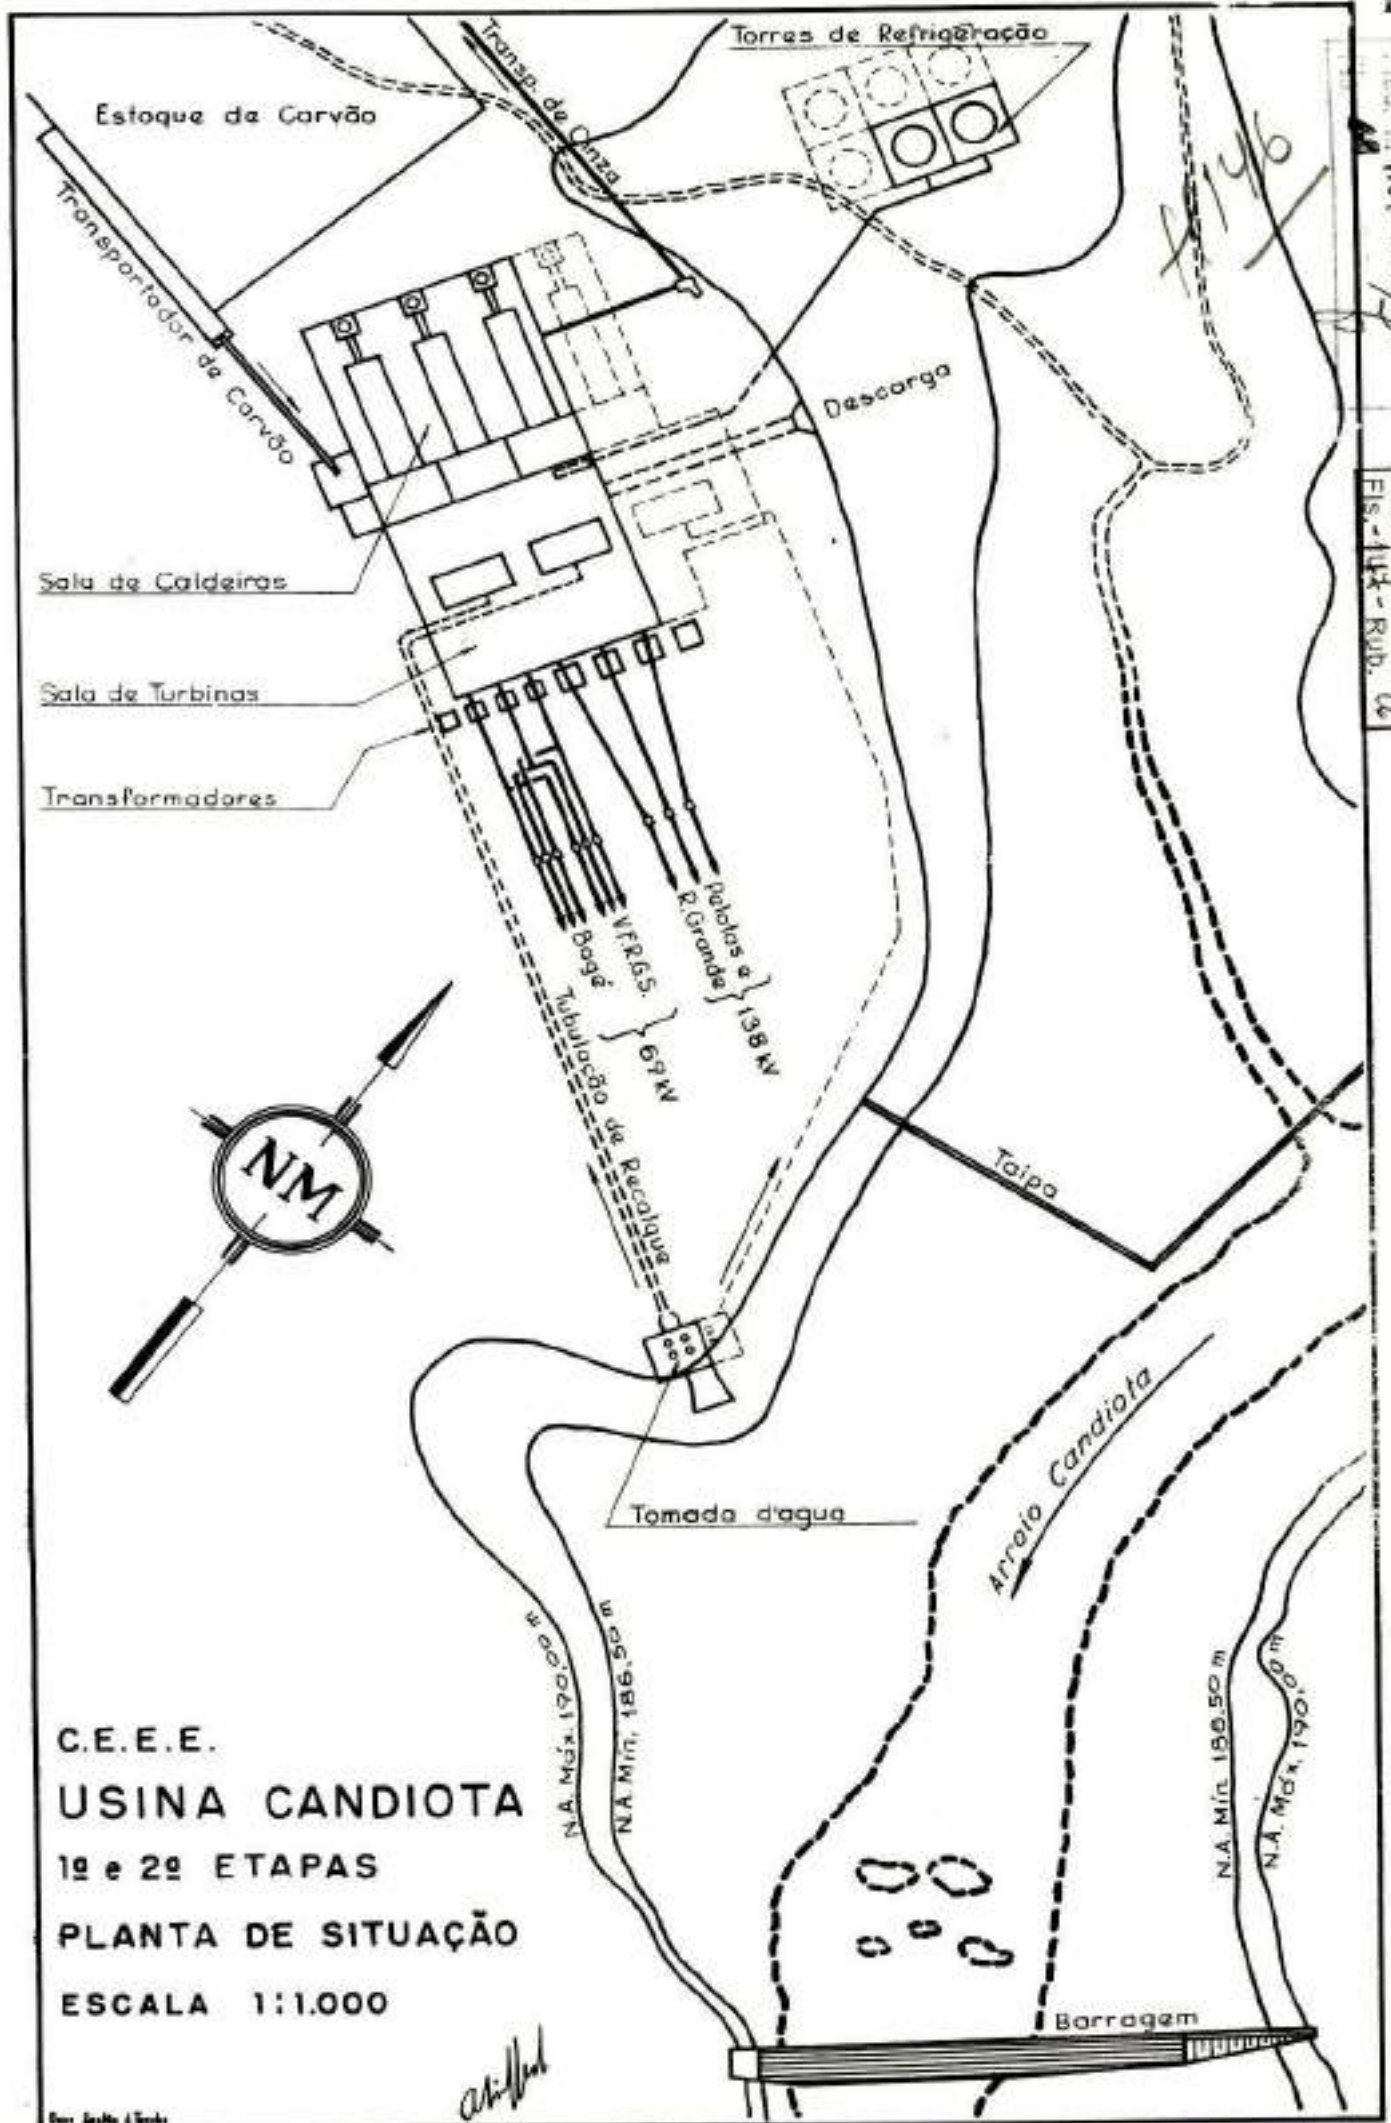 Torres de Refrigeração
Transp. de Cinza
Estoque de Carvão
Transportador de Carvão
Descarga
Sala de Caldeiras
Sala de Turbinas
Transformadores
Bagé
V.F.R.G.S.
69 kV
Pelotas e
R. Grande
138 kV
Tubulação de Recalque
NM
Taipa
Tomada d'agua
Arroio Candiota
N.A. Máx. 190,00 m
N.A. Mín. 186.50 m
N.A. Mín. 186.50 m
N.A. Máx. 190,00 m
Barragem
C.E.E.E.
USINA CANDIOTA
1ª e 2ª ETAPAS
PLANTA DE SITUAÇÃO
ESCALA 1:1.000